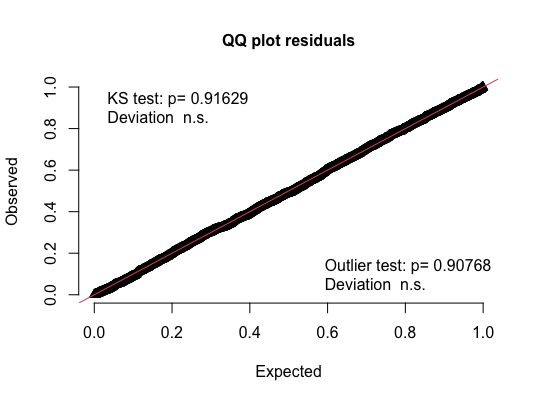 QQ plot residuals
KS test: p= 0.91629
Deviation n.s.
Outlier test: p= 0.90768
Deviation n.s.
Observed
0.0 0.2 0.4 0.6 0.8 1.0
0.0 0.2 0.4 0.6 0.8 1.0
Expected